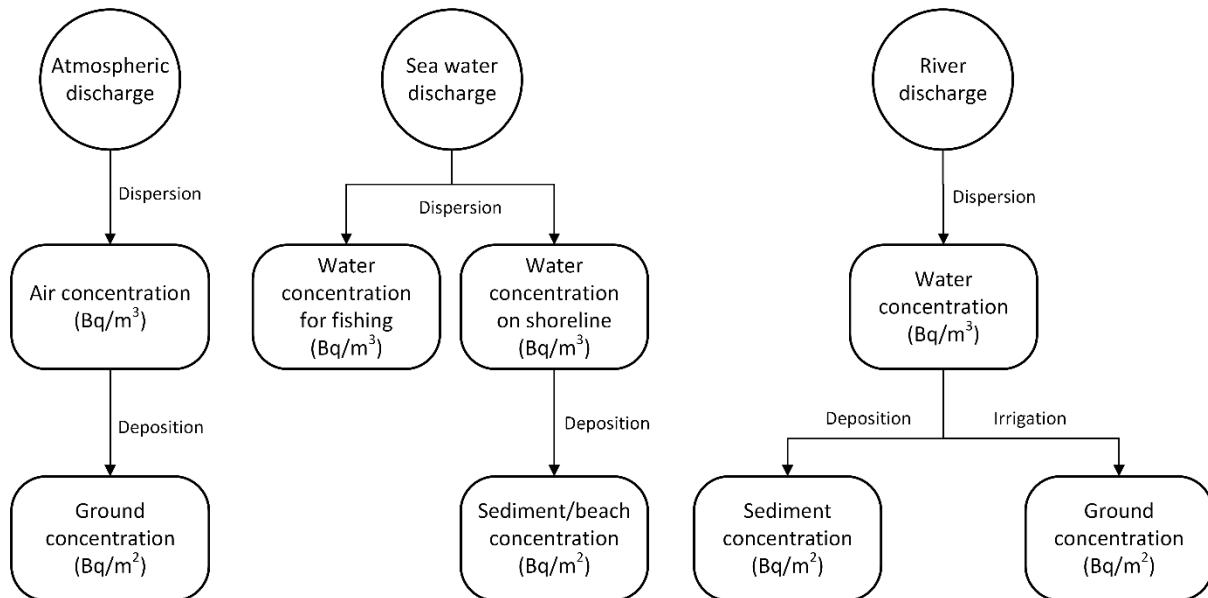 Atmospheric
discharge
Dispersion
Air concentration
(Bq/m³)
Deposition
Ground
concentration
(Bq/m²)
Sea water
discharge
Dispersion
Water
concentration
for fishing
(Bq/m³)
Water
concentration
on shoreline
(Bq/m³)
Deposition
Sediment/beach
concentration
(Bq/m²)
River
discharge
Dispersion
Water
concentration
(Bq/m³)
Deposition
Irrigation
Sediment
concentration
(Bq/m²)
Ground
concentration
(Bq/m²)